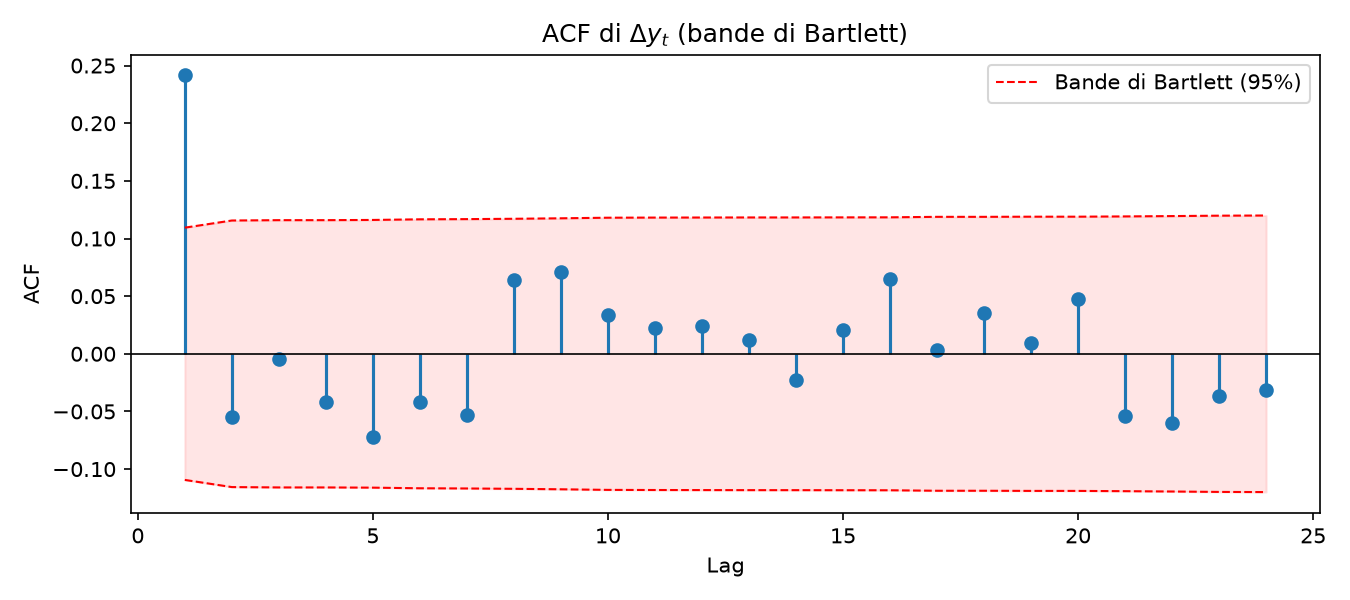 ACF di Δyₜ (bande di Bartlett)
Bande di Bartlett (95%)
ACF
0.25
0.20
0.15
0.10
0.05
0.00
−0.05
−0.10
0 5 10 15 20 25
Lag